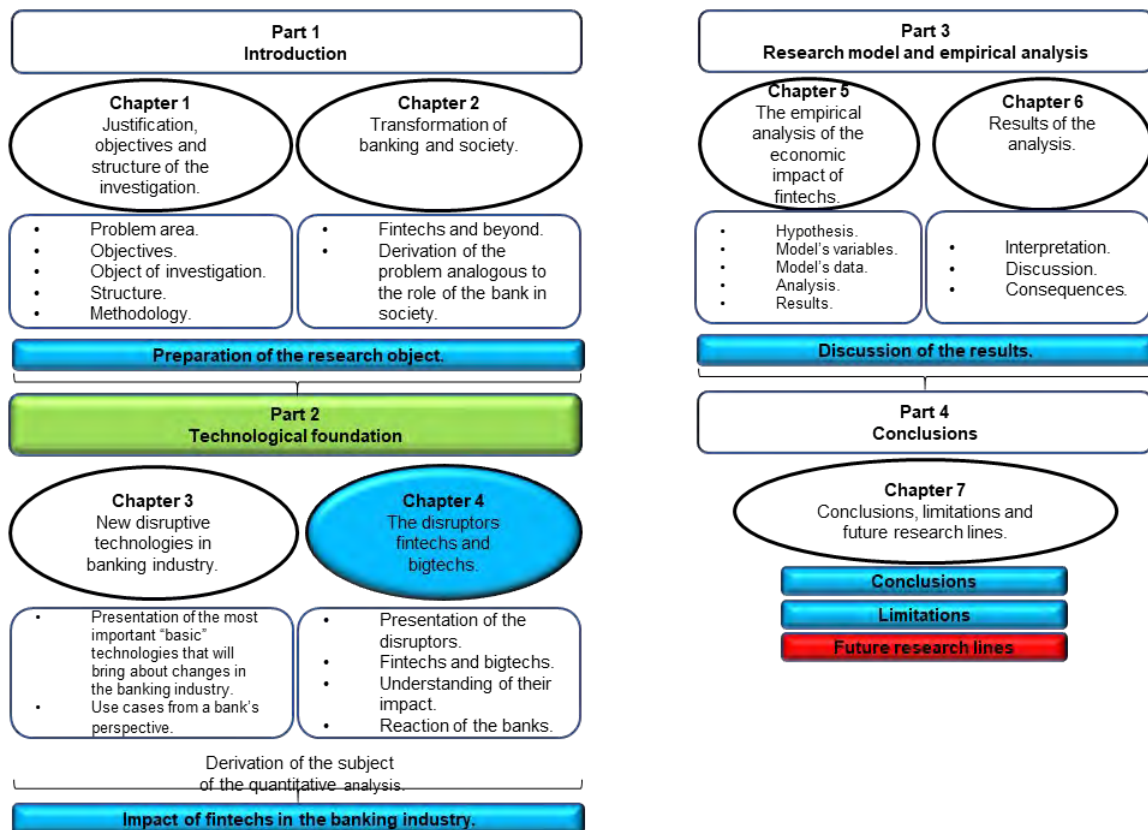 Part 1
Introduction
Chapter 1
Justification,
objectives and
structure of the
investigation.
Chapter 2
Transformation of
banking and society.
• Problem area.
• Objectives.
• Object of investigation.
• Structure.
• Methodology.
• Fintechs and beyond.
• Derivation of the
problem analogous to
the role of the bank in
society.
Preparation of the research object.
Part 2
Technological foundation
Chapter 3
New disruptive
technologies in
banking industry.
Chapter 4
The disruptors
fintechs and
bigtechs.
• Presentation of the most
important “basic”
technologies that will
bring about changes in
the banking industry.
• Use cases from a bank’s
perspective.
• Presentation of the
disruptors.
• Fintechs and bigtechs.
• Understanding of their
impact.
• Reaction of the banks.
Derivation of the subject
of the quantitative analysis.
Impact of fintechs in the banking industry.
Part 3
Research model and empirical analysis
Chapter 5
The empirical
analysis of the
economic
impact of
fintechs.
Chapter 6
Results of the
analysis.
• Hypothesis.
• Model’s variables.
• Model’s data.
• Analysis.
• Results.
• Interpretation.
• Discussion.
• Consequences.
Discussion of the results.
Part 4
Conclusions
Chapter 7
Conclusions, limitations and
future research lines.
Conclusions
Limitations
Future research lines